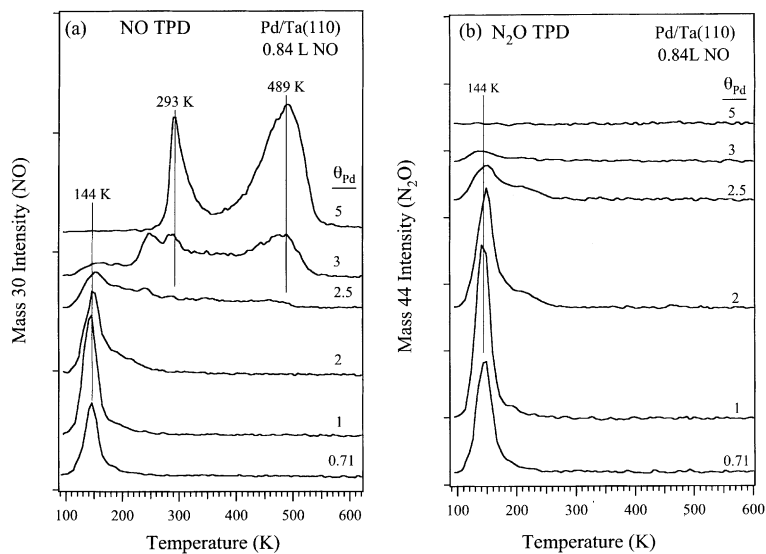 (a) NO TPD Pd/Ta(110)
0.84 L NO
293 K 489 K
144 K
θPd
5
3
2.5
2
1
0.71
Mass 30 Intensity (NO)
100 200 300 400 500 600
Temperature (K)
(b) N2O TPD Pd/Ta(110)
0.84L NO
144 K
θPd
5
3
2.5
2
1
0.71
Mass 44 Intensity (N2O)
100 200 300 400 500 600
Temperature (K)